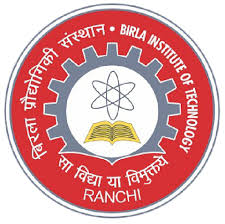 बिरला प्रौद्योगिकी संस्थान • BIRLA INSTITUTE OF TECHNOLOGY
सा विद्या या विमुक्तये
RANCHI